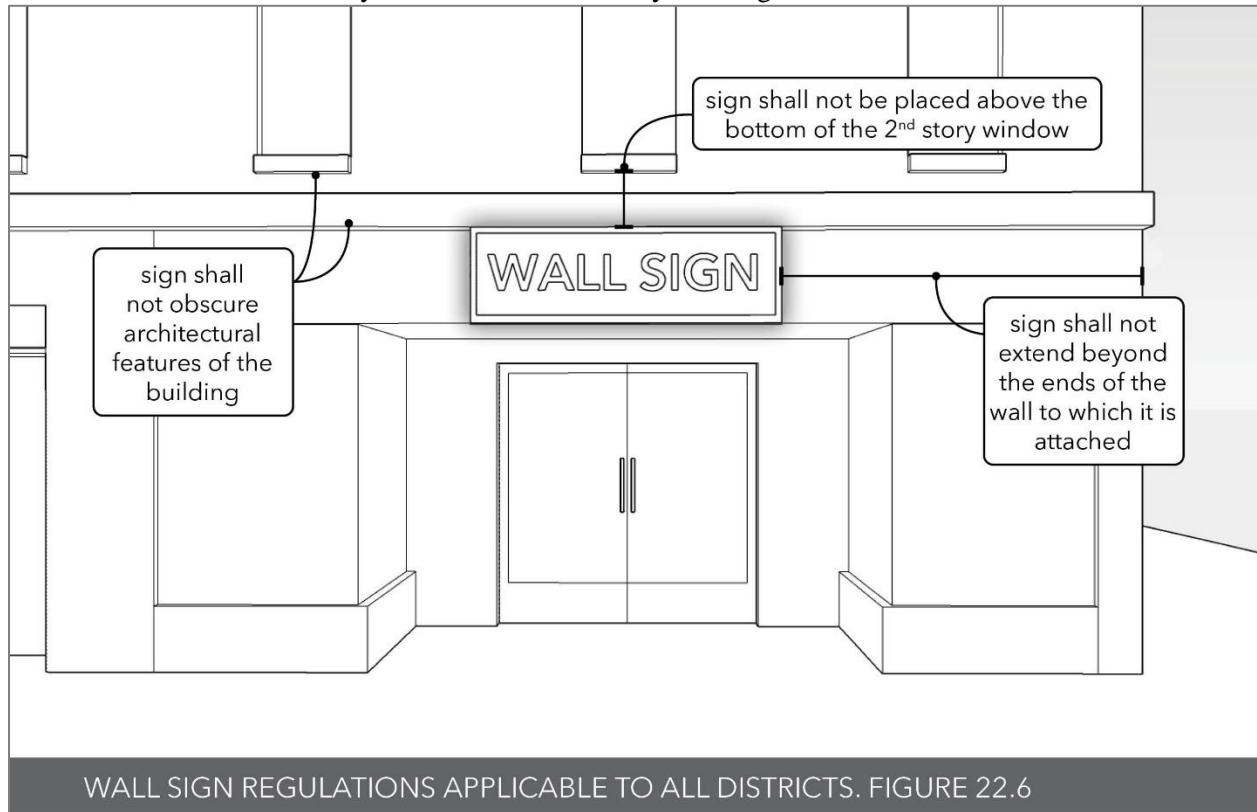 sign shall not be placed above the
bottom of the 2nd story window
WALL SIGN
sign shall
not obscure
architectural
features of the
building
sign shall not
extend beyond
the ends of the
wall to which it is
attached
WALL SIGN REGULATIONS APPLICABLE TO ALL DISTRICTS. FIGURE 22.6